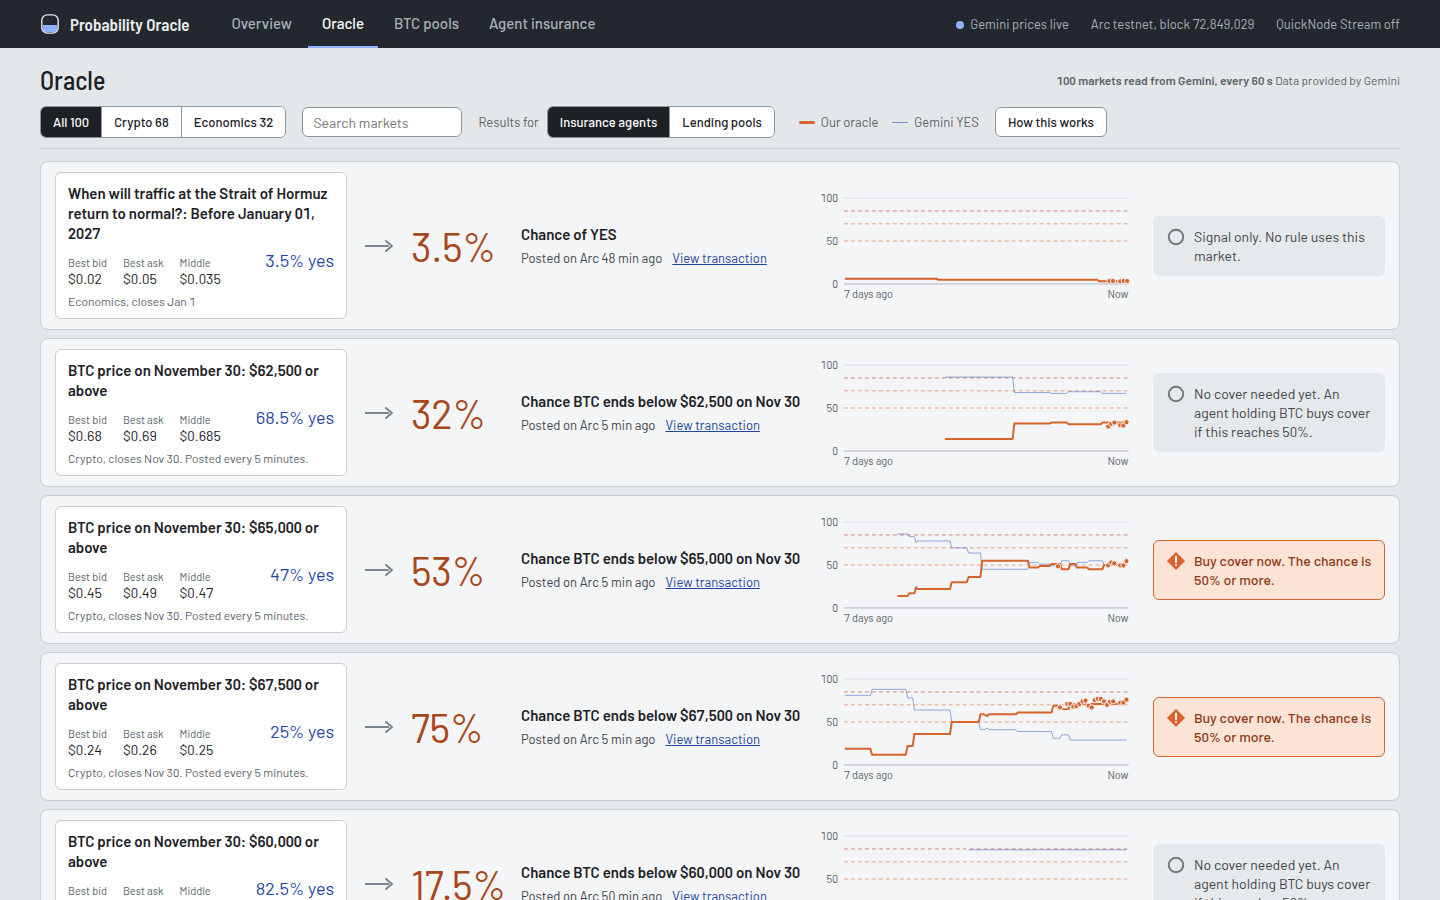 Probability Oracle
Overview
Oracle
BTC pools
Agent insurance
Gemini prices live
Arc testnet, block 72,849,029
QuickNode Stream off
Oracle
100 markets read from Gemini, every 60 s Data provided by Gemini
All 100
Crypto 68
Economics 32
Search markets
Results for
Insurance agents
Lending pools
Our oracle
Gemini YES
How this works
When will traffic at the Strait of Hormuz
return to normal?: Before January 01,
2027
Best bid
Best ask
Middle
3.5% yes
$0.02
$0.05
$0.035
Economics, closes Jan 1
3.5%
Chance of YES
Posted on Arc 48 min ago
View transaction
100
50
0
7 days ago
Now
Signal only. No rule uses this
market.
BTC price on November 30: $62,500 or
above
Best bid
Best ask
Middle
68.5% yes
$0.68
$0.69
$0.685
Crypto, closes Nov 30. Posted every 5 minutes.
32%
Chance BTC ends below $62,500 on Nov 30
Posted on Arc 5 min ago
View transaction
100
50
0
7 days ago
Now
No cover needed yet. An
agent holding BTC buys cover
if this reaches 50%.
BTC price on November 30: $65,000 or
above
Best bid
Best ask
Middle
47% yes
$0.45
$0.49
$0.47
Crypto, closes Nov 30. Posted every 5 minutes.
53%
Chance BTC ends below $65,000 on Nov 30
Posted on Arc 5 min ago
View transaction
100
50
0
7 days ago
Now
Buy cover now. The chance is
50% or more.
BTC price on November 30: $67,500 or
above
Best bid
Best ask
Middle
25% yes
$0.24
$0.26
$0.25
Crypto, closes Nov 30. Posted every 5 minutes.
75%
Chance BTC ends below $67,500 on Nov 30
Posted on Arc 5 min ago
View transaction
100
50
0
7 days ago
Now
Buy cover now. The chance is
50% or more.
BTC price on November 30: $60,000 or
above
Best bid
Best ask
Middle
82.5% yes
17.5%
Chance BTC ends below $60,000 on Nov 30
Posted on Arc 50 min ago
View transaction
100
50
No cover needed yet. An
agent holding BTC buys cover